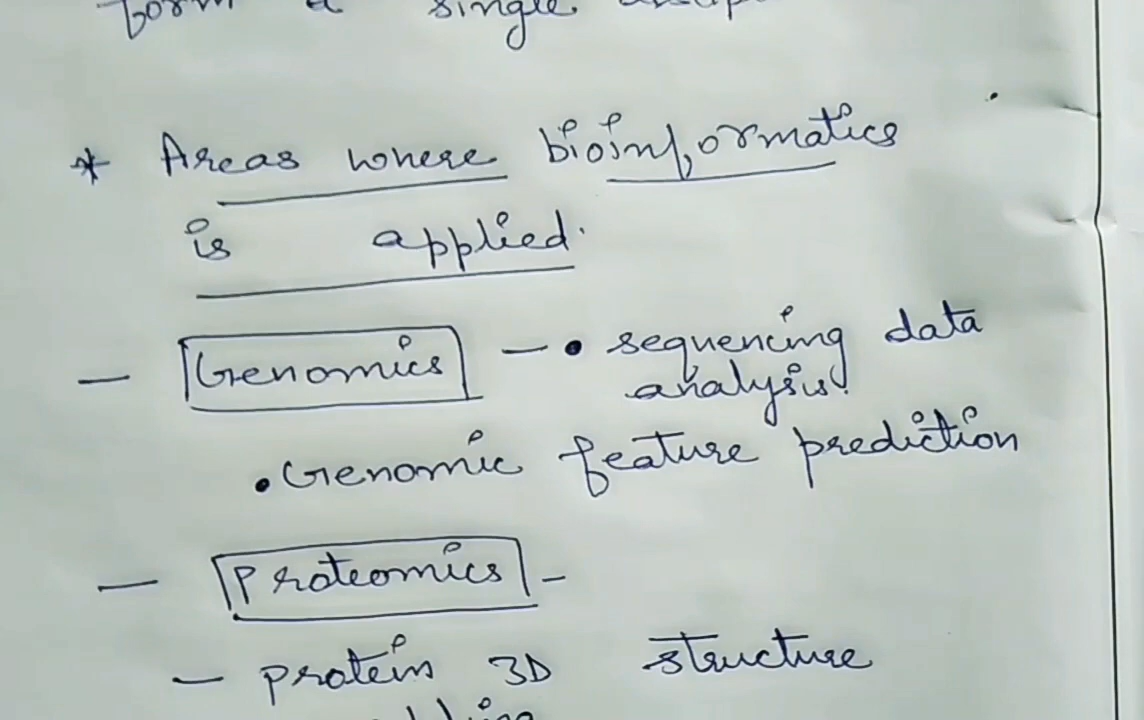 form a single
* Areas where bioinformatics
is applied.
— Genomics — • sequencing data
analysis.
• Genomic feature prediction
— Proteomics –
— protein 3D structure